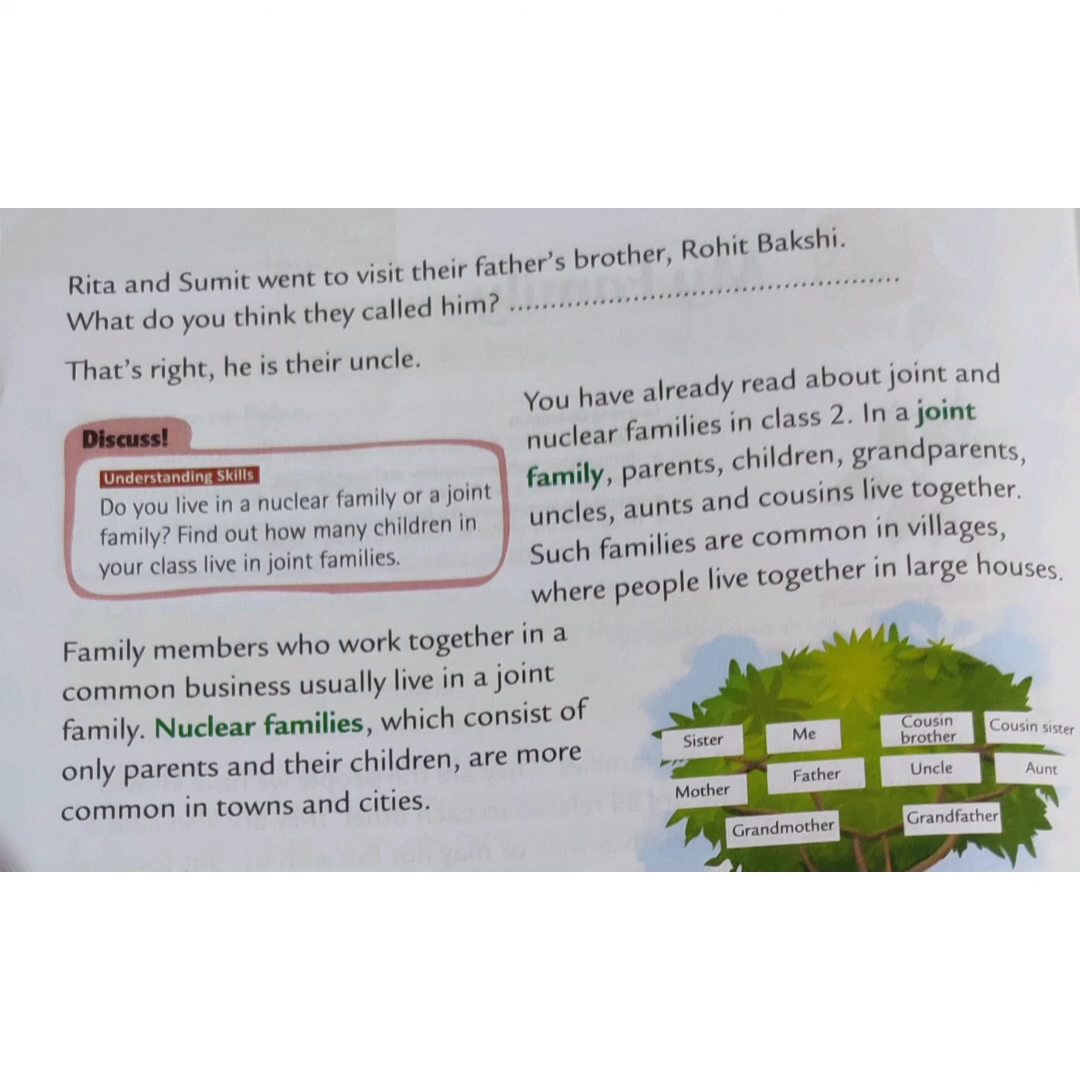 Rita and Sumit went to visit their father's brother, Rohit Bakshi.
What do you think they called him? ..................................................
That's right, he is their uncle.
Discuss!
Understanding Skills
Do you live in a nuclear family or a joint
family? Find out how many children in
your class live in joint families.
You have already read about joint and
nuclear families in class 2. In a joint
family, parents, children, grandparents,
uncles, aunts and cousins live together.
Such families are common in villages,
where people live together in large houses.
Family members who work together in a
common business usually live in a joint
family. Nuclear families, which consist of
only parents and their children, are more
common in towns and cities.
Sister
Me
Cousin
brother
Cousin sister
Mother
Father
Uncle
Aunt
Grandmother
Grandfather